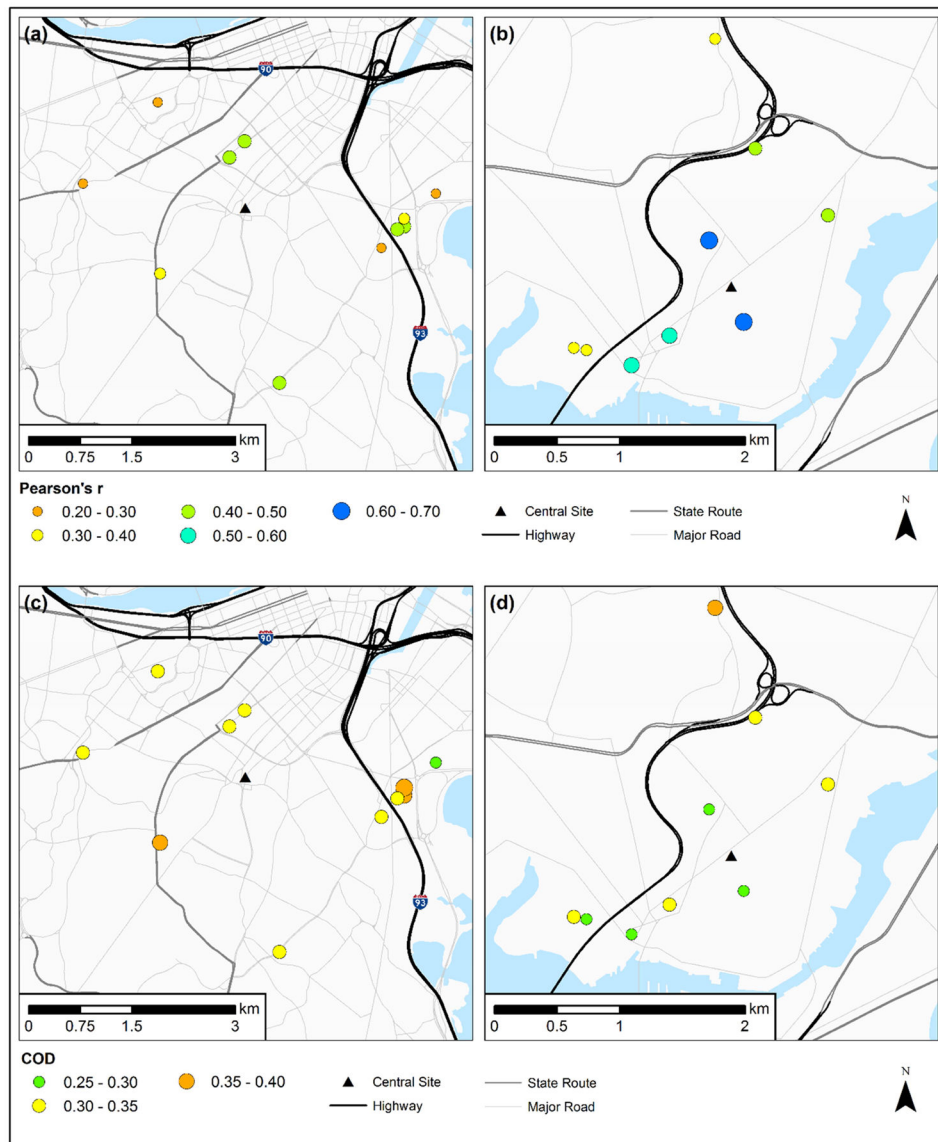 (a)
90
93
km
0 0.75 1.5 3
(b)
km
0 0.5 1 2
Pearson's r
0.20 - 0.30 0.40 - 0.50 0.60 - 0.70 Central Site State Route N
0.30 - 0.40 0.50 - 0.60 Highway Major Road
(c)
90
93
km
0 0.75 1.5 3
(d)
km
0 0.5 1 2
COD
0.25 - 0.30 0.35 - 0.40 Central Site State Route N
0.30 - 0.35 Highway Major Road